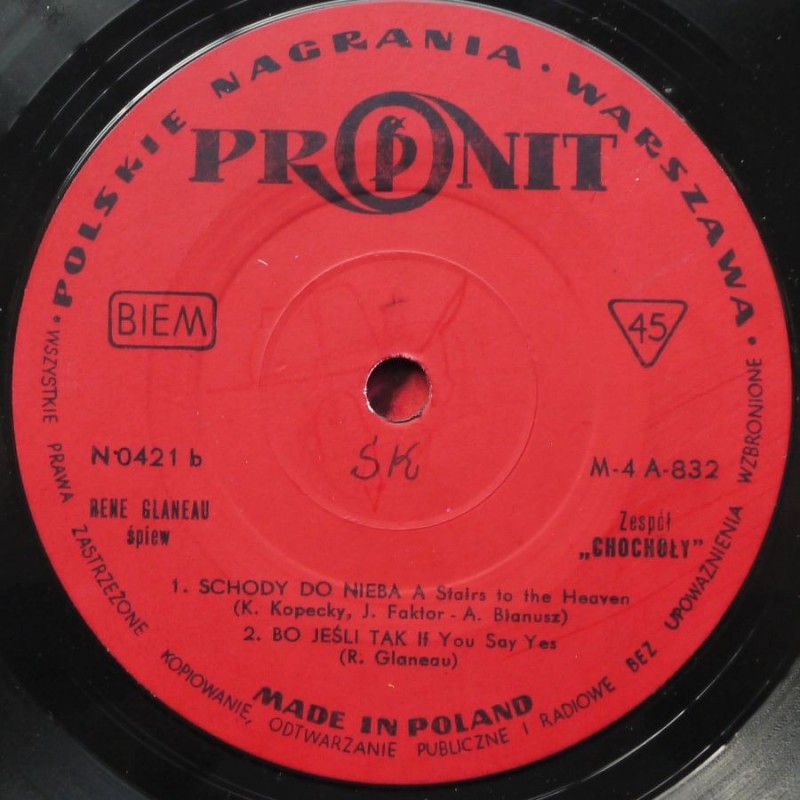 • POLSKIE NAGRANIA • WARSZAWA •
PRONIT
BIEM
45
N-0421 b
M-4 A-832
ŚK
RENE GLANEAU
śpiew
Zespół
„CHOCHOŁY”
1. SCHODY DO NIEBA A Stairs to the Heaven
(K. Kopecky, J. Faktor - A. Bianusz)
2. BO JEŚLI TAK If You Say Yes
(R. Glaneau)
MADE IN POLAND
WSZYSTKIE PRAWA ZASTRZEŻONE KOPIOWANIE, ODTWARZANIE PUBLICZNE I RADIOWE BEZ UPOWAŻNIENIA WZBRONIONE